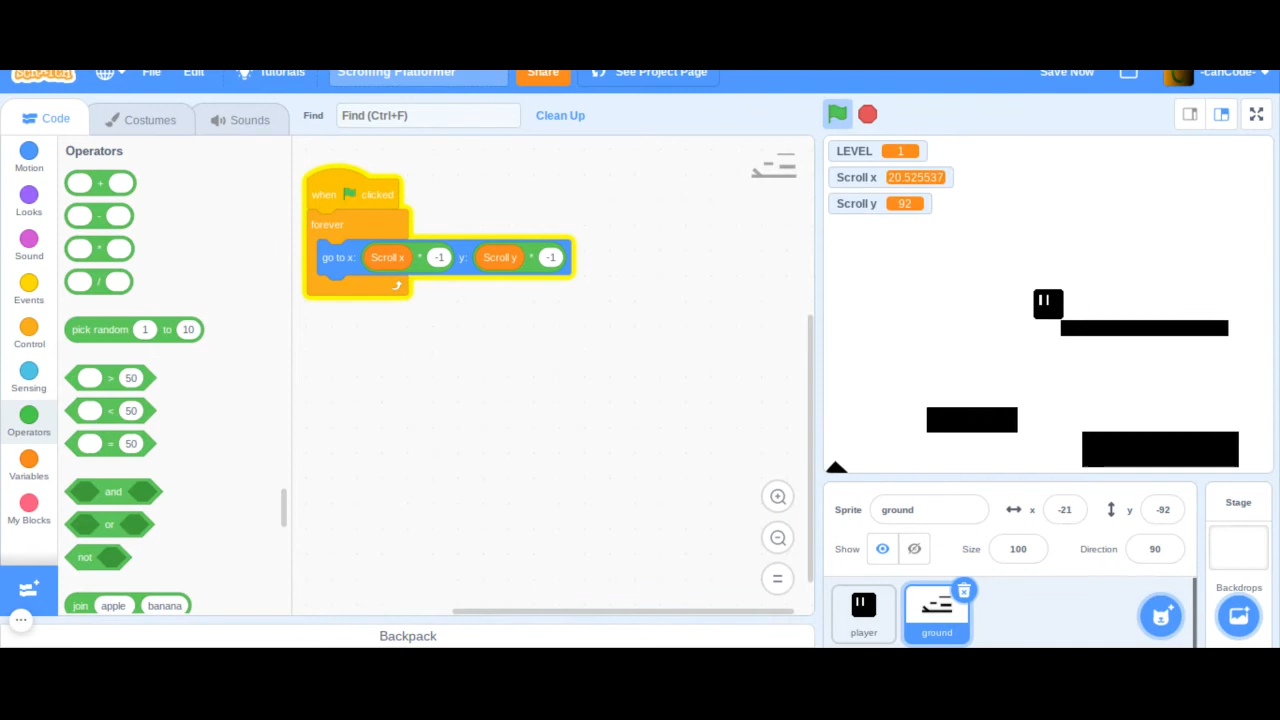 SCRATCH File Edit Tutorials Scrolling Platformer Share See Project Page Save Now -canCode-
Code Costumes Sounds Find Find (Ctrl+F) Clean Up
Motion
Looks
Sound
Events
Control
Sensing
Operators
Variables
My Blocks
Operators
+
-
*
/
pick random 1 to 10
> 50
< 50
= 50
and
or
not
join apple banana
when clicked
forever
go to x: Scroll x * -1 y: Scroll y * -1
Backpack
LEVEL 1
Scroll x 20.525537
Scroll y 92
Sprite ground x -21 y -92
Show Size 100 Direction 90
player
ground
Stage
Backdrops